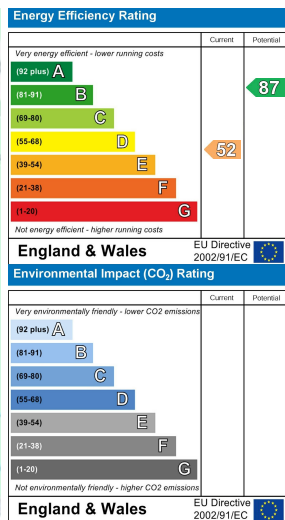 Energy Efficiency Rating
Current Potential
Very energy efficient - lower running costs
(92 plus) A
(81-91) B
87
(69-80) C
(55-68) D
52
(39-54) E
(21-38) F
(1-20) G
Not energy efficient - higher running costs
England & Wales
EU Directive
2002/91/EC
Environmental Impact (CO₂) Rating
Current Potential
Very environmentally friendly - lower CO2 emissions
(92 plus) A
(81-91) B
(69-80) C
(55-68) D
(39-54) E
(21-38) F
(1-20) G
Not environmentally friendly - higher CO2 emissions
England & Wales
EU Directive
2002/91/EC